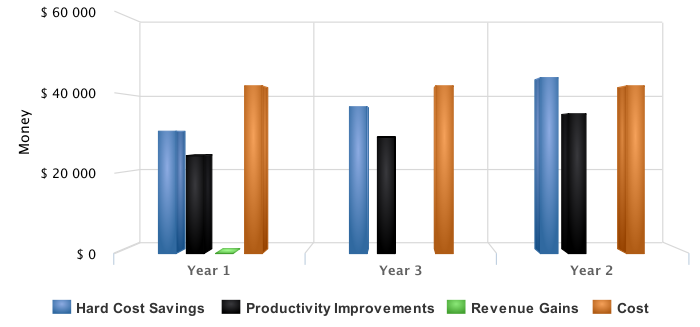 $ 60 000
$ 40 000
$ 20 000
$ 0
Money
Year 1
Year 3
Year 2
Hard Cost Savings
Productivity Improvements
Revenue Gains
Cost